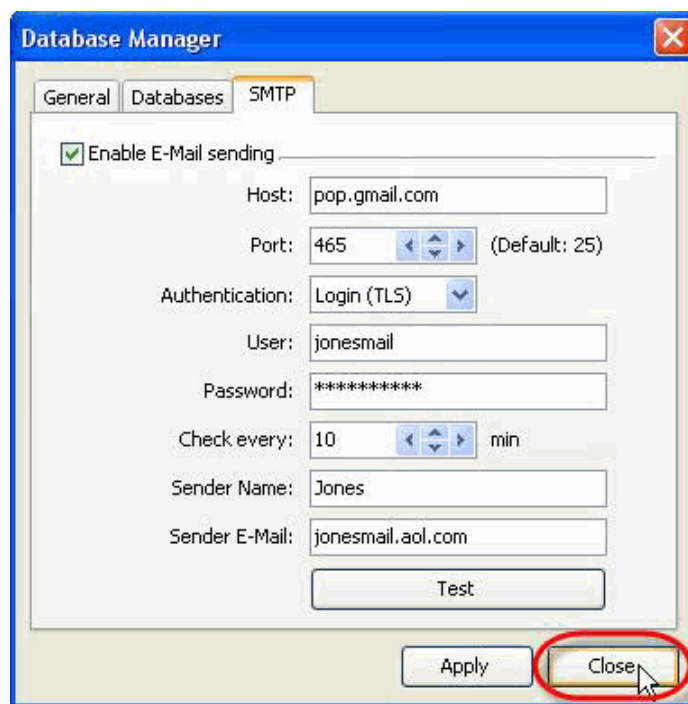 Database Manager
General Databases SMTP
Enable E-Mail sending
Host: pop.gmail.com
Port: 465 (Default: 25)
Authentication: Login (TLS)
User: jonesmail
Password: **********
Check every: 10 min
Sender Name: Jones
Sender E-Mail: jonesmail.aol.com
Test
Apply Close